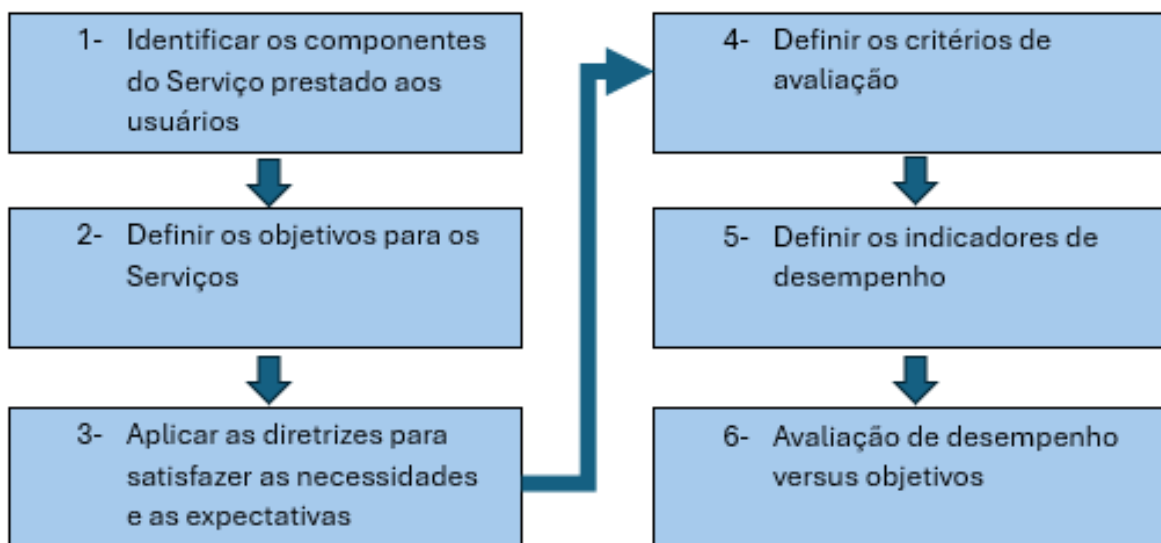 1- Identificar os componentes
do Serviço prestado aos
usuários
2- Definir os objetivos para os
Serviços
3- Aplicar as diretrizes para
satisfazer as necessidades
e as expectativas
4- Definir os critérios de
avaliação
5- Definir os indicadores de
desempenho
6- Avaliação de desempenho
versus objetivos